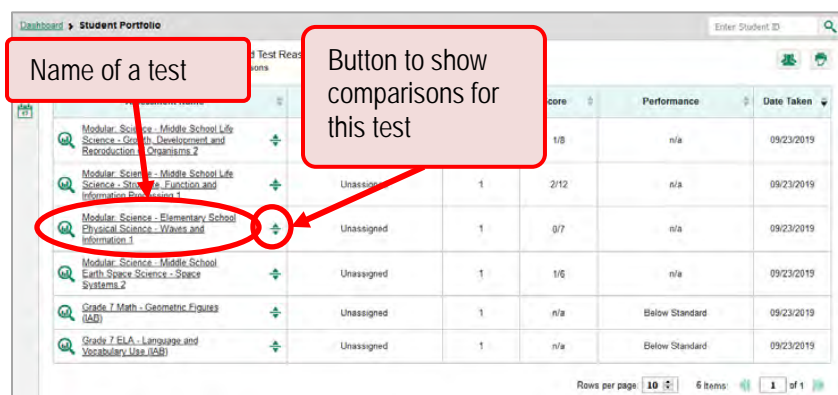 Dashboard > Student Portfolio
Enter Student ID
Name of a test
d Test Reas
ons
Button to show
comparisons for
this test
core
Performance
Date Taken
Modular: Science - Middle School Life
Science - Growth, Development and
Reproduction of Organisms 2
1/8
n/a
09/23/2019
Modular: Science - Middle School Life
Science - Structure, Function and
Information Processing 1
Unassigned
1
2/12
n/a
09/23/2019
Modular: Science - Elementary School
Physical Science - Waves and
Information 1
Unassigned
1
0/7
n/a
09/23/2019
Modular: Science - Middle School
Earth Space Science - Space
Systems 2
Unassigned
1
1/6
n/a
09/23/2019
Grade 7 Math - Geometric Figures
(IAB)
Unassigned
1
n/a
Below Standard
09/23/2019
Grade 7 ELA - Language and
Vocabulary Use (IAB)
Unassigned
1
n/a
Below Standard
09/23/2019
Rows per page: 10 6 Items: 1 of 1